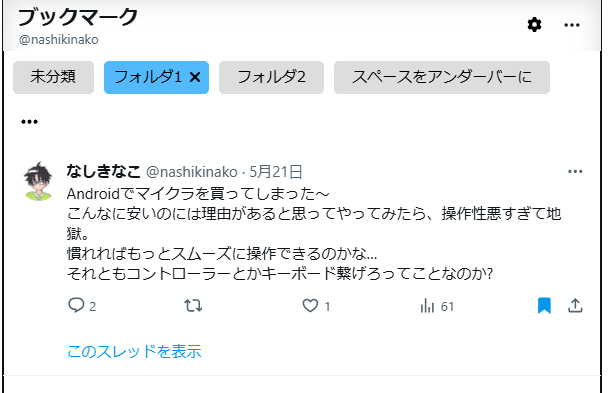 ブックマーク
@nashikinako
未分類 フォルダ1 フォルダ2 スペースをアンダーバーに
なしきなこ @nashikinako · 5月21日
Androidでマイクラを買ってしまった～
こんなに安いのには理由があると思ってやってみたら、操作性悪すぎて地
獄。
慣れればもっとスムーズに操作できるのかな...
それともコントローラーとかキーボード繋げろってことなのか?
2 1 61
このスレッドを表示